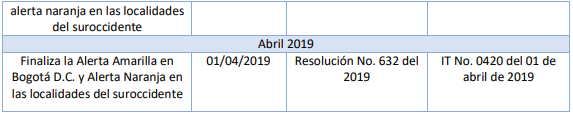 alerta naranja en las localidades
del suroccidente
Abril 2019
Finaliza la Alerta Amarilla en
Bogotá D.C. y Alerta Naranja en
las localidades del suroccidente
01/04/2019
Resolución No. 632 del
2019
IT No. 0420 del 01 de
abril de 2019